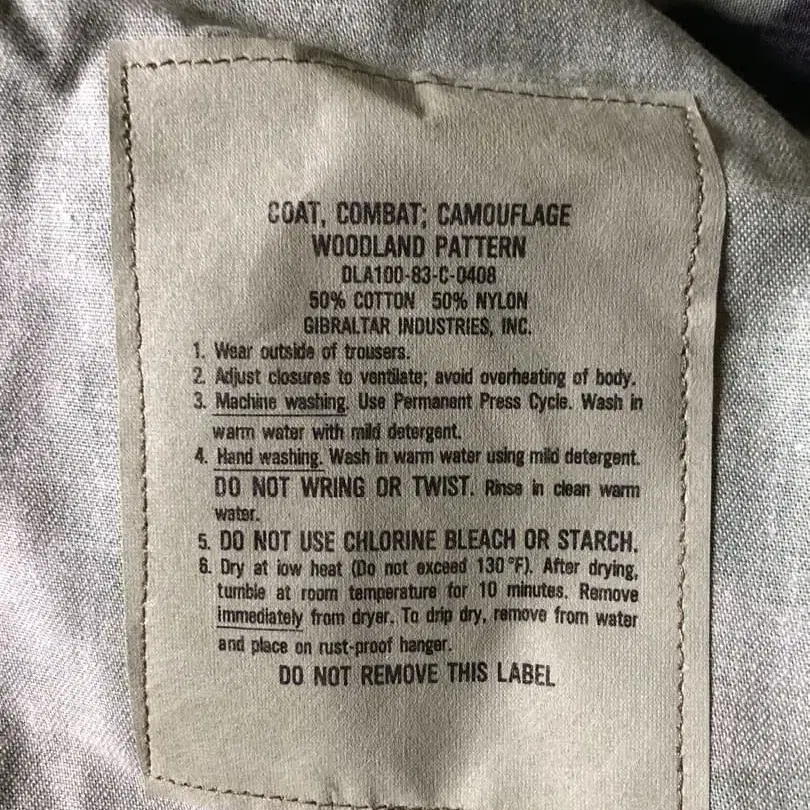 COAT, COMBAT; CAMOUFLAGE
WOODLAND PATTERN
DLA100-83-C-0408
50% COTTON 50% NYLON
GIBRALTAR INDUSTRIES, INC.
1. Wear outside of trousers.
2. Adjust closures to ventilate; avoid overheating of body.
3. Machine washing. Use Permanent Press Cycle. Wash in
warm water with mild detergent.
4. Hand washing. Wash in warm water using mild detergent.
DO NOT WRING OR TWIST. Rinse in clean warm
water.
5. DO NOT USE CHLORINE BLEACH OR STARCH.
6. Dry at low heat (Do not exceed 130°F). After drying,
tumble at room temperature for 10 minutes. Remove
immediately from dryer. To drip dry, remove from water
and place on rust-proof hanger.
DO NOT REMOVE THIS LABEL